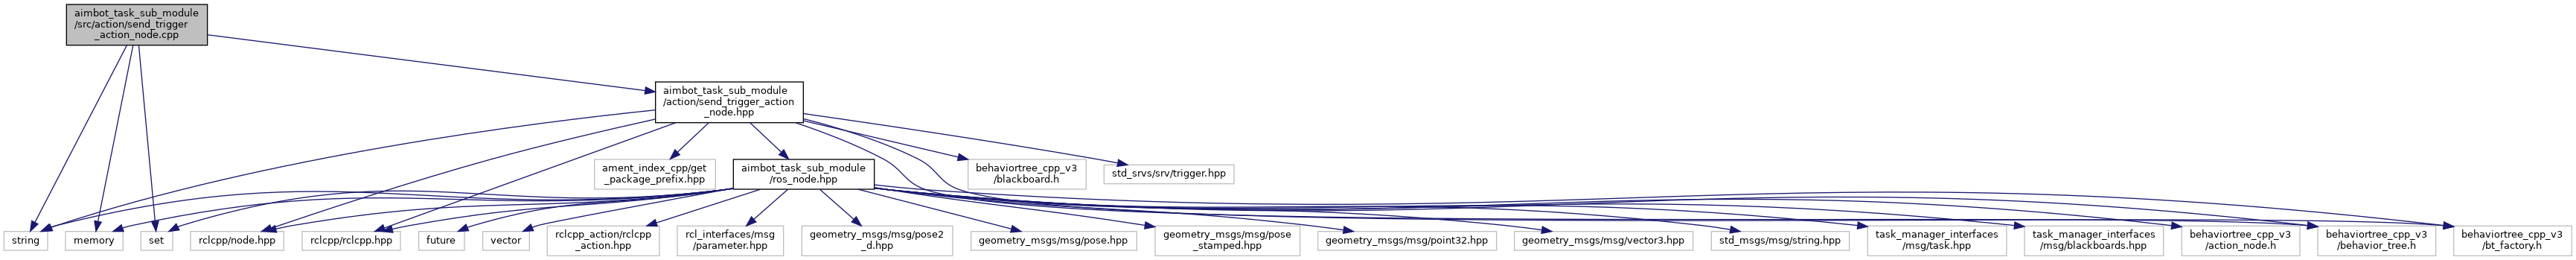 aimbot_task_sub_module
/src/action/send_trigger
_action_node.cpp
aimbot_task_sub_module
/action/send_trigger_action
_node.hpp
ament_index_cpp/get
_package_prefix.hpp
aimbot_task_sub_module
/ros_node.hpp
behaviortree_cpp_v3
/blackboard.h
std_srvs/src/trigger.hpp
string
memory
set
rclcpp/node.hpp
rclcpp/rclcpp.hpp
future
vector
rclcpp_action/rclcpp
_action.hpp
rcl_interfaces/msg
/parameter.hpp
geometry_msgs/msg/pose2
_d.hpp
geometry_msgs/msg/pose.hpp
geometry_msgs/msg/pose
_stamped.hpp
geometry_msgs/msg/point32.hpp
geometry_msgs/msg/vector3.hpp
std_msgs/msg/string.hpp
task_manager_interfaces
/msg/task.hpp
task_manager_interfaces
/msg/blackboards.hpp
behaviortree_cpp_v3
/action_node.h
behaviortree_cpp_v3
/behavior_tree.h
behaviortree_cpp_v3
/bt_factory.h